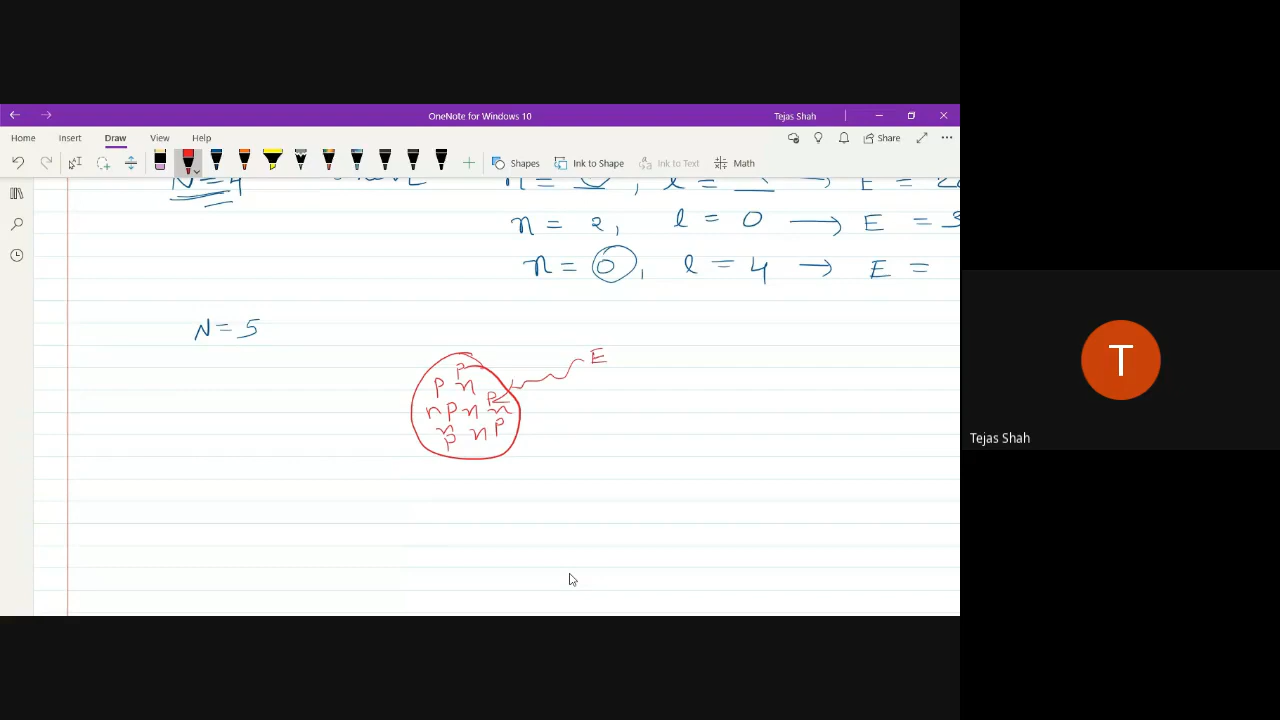 OneNote for Windows 10
Tejas Shah
Home Insert Draw View Help
Share
Shapes Ink to Shape Ink to Text Math
N=4
n = 2, l = 0 → E =
n = 0, l = 4 → E =
N = 5
E
p
p n
n p n p
n
n n p
p
T
Tejas Shah